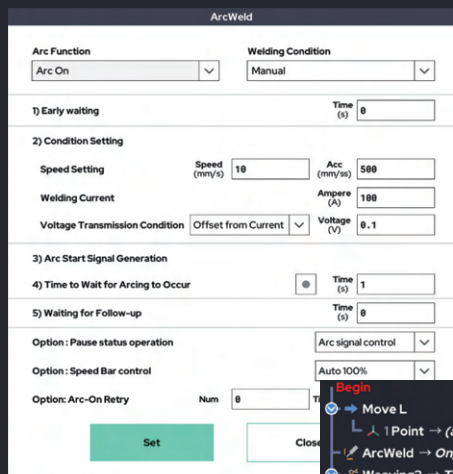 ArcWeld
Arc Function Welding Condition
Arc On Manual
1) Early waiting Time (s) 0
2) Condition Setting
Speed Setting Speed (mm/s) 10 Acc (mm/ss) 500
Welding Current Ampere (A) 100
Voltage Transmission Condition Offset from Current Voltage (V) 0.1
3) Arc Start Signal Generation
4) Time to Wait for Arcing to Occur Time (s) 1
5) Waiting for Follow-up Time (s) 0
Option : Pause status operation Arc signal control
Option : Speed Bar control Auto 100%
Option: Arc-On Retry Num 0
Set
Begin
Move L
1 Point →
ArcWeld →